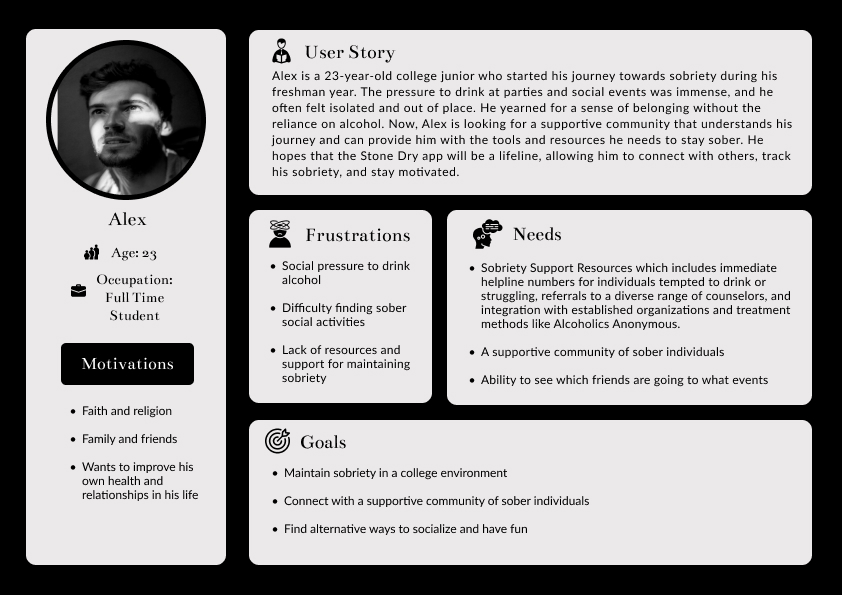 Alex
Age: 23
Occupation:
Full Time
Student
Motivations
• Faith and religion
• Family and friends
• Wants to improve his
own health and
relationships in his life
User Story
Alex is a 23-year-old college junior who started his journey towards sobriety during his
freshman year. The pressure to drink at parties and social events was immense, and he
often felt isolated and out of place. He yearned for a sense of belonging without the
reliance on alcohol. Now, Alex is looking for a supportive community that understands his
journey and can provide him with the tools and resources he needs to stay sober. He
hopes that the Stone Dry app will be a lifeline, allowing him to connect with others, track
his sobriety, and stay motivated.
Frustrations
• Social pressure to drink
alcohol
• Difficulty finding sober
social activities
• Lack of resources and
support for maintaining
sobriety
Needs
• Sobriety Support Resources which includes immediate
helpline numbers for individuals tempted to drink or
struggling, referrals to a diverse range of counselors, and
integration with established organizations and treatment
methods like Alcoholics Anonymous.
• A supportive community of sober individuals
• Ability to see which friends are going to what events
Goals
• Maintain sobriety in a college environment
• Connect with a supportive community of sober individuals
• Find alternative ways to socialize and have fun